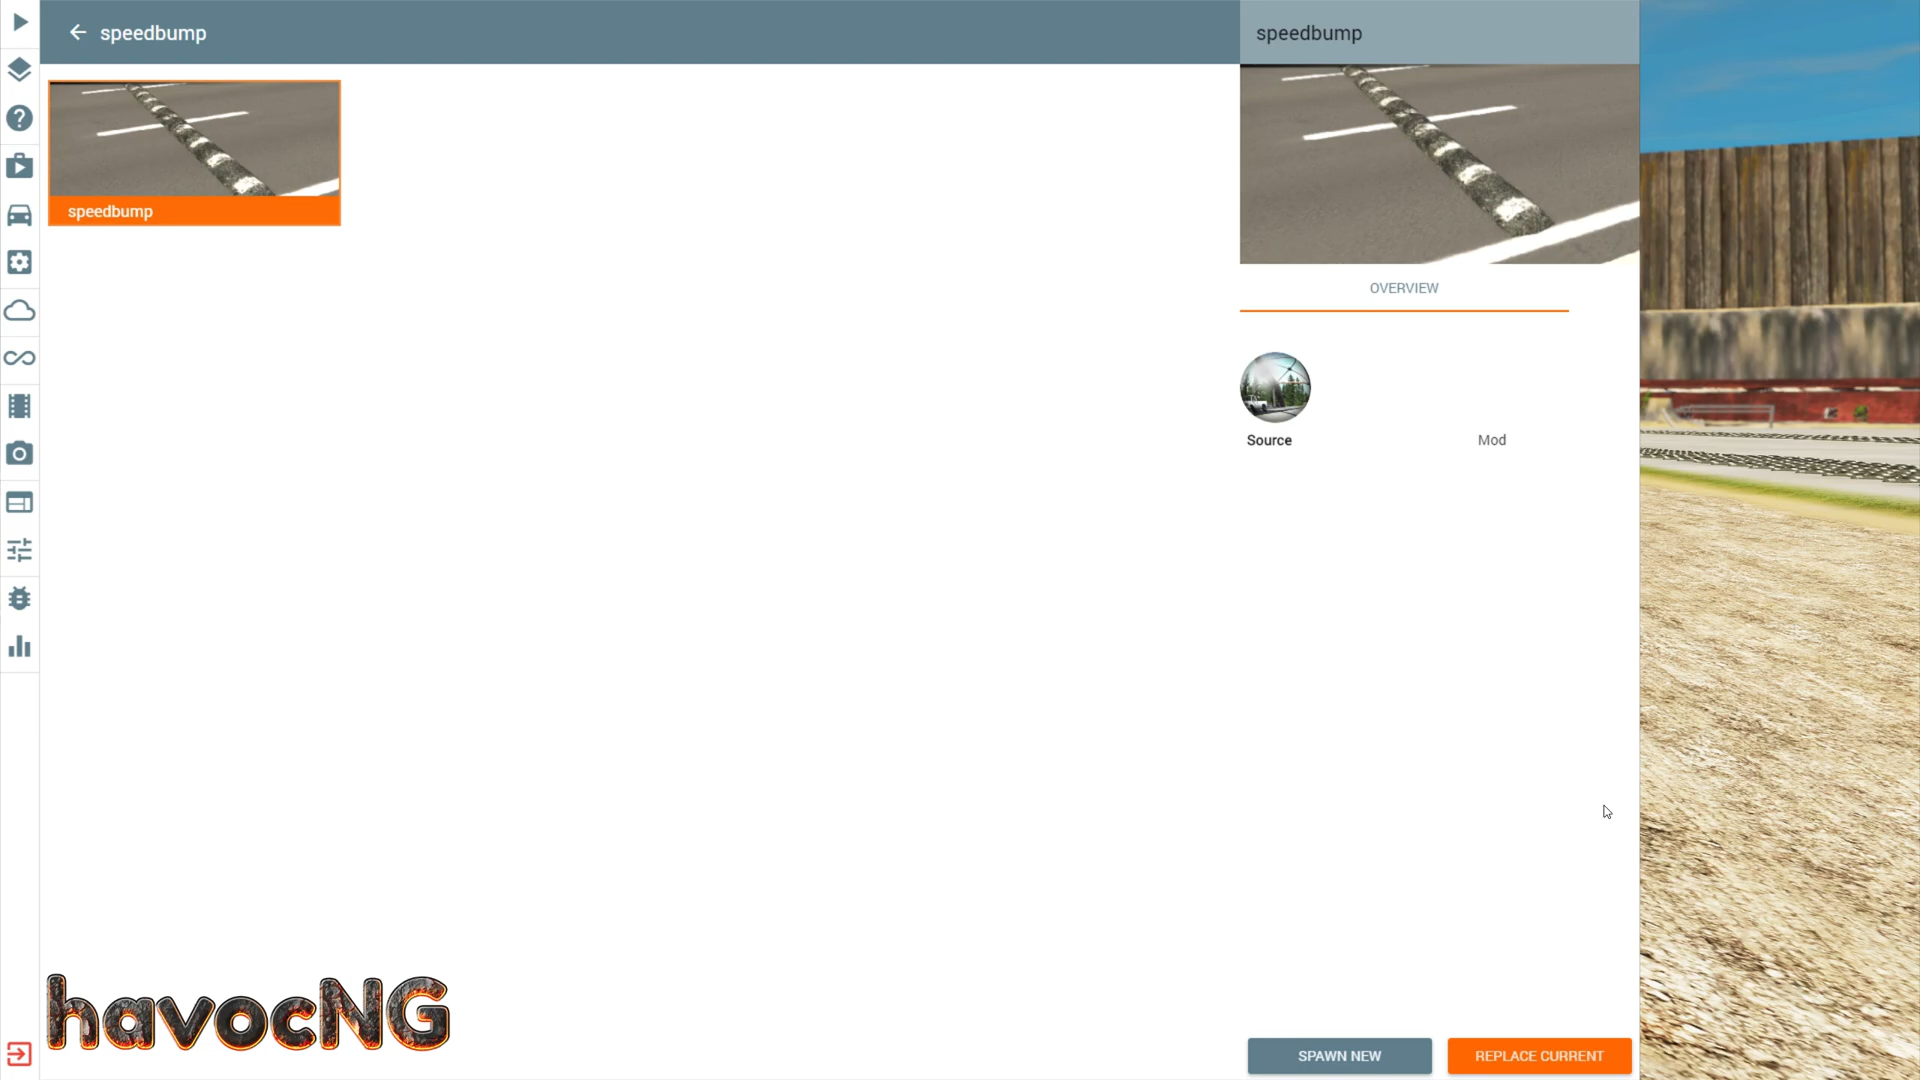 speedbump
speedbump
speedbump
OVERVIEW
Source
Mod
havocNG
SPAWN NEW
REPLACE CURRENT